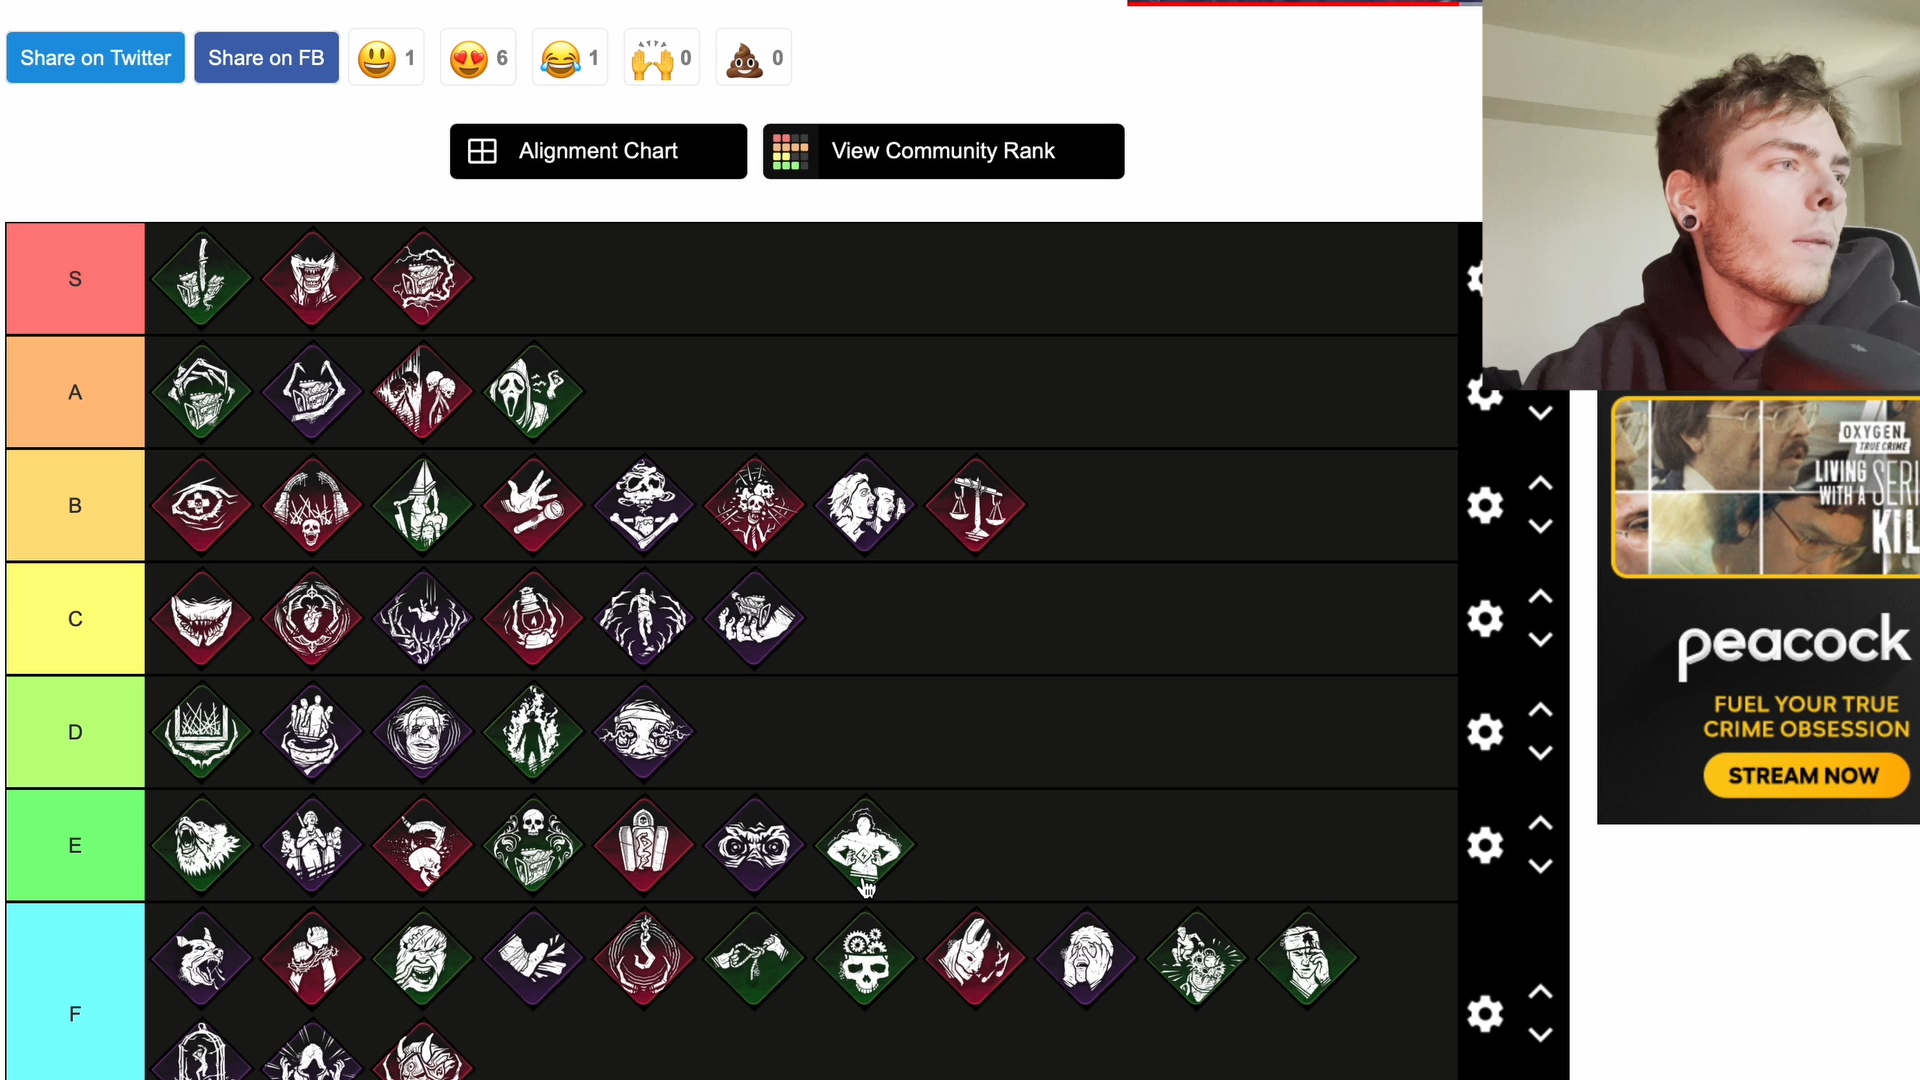 Share on Twitter
Share on FB
1
6
1
0
0
Alignment Chart
View Community Rank
S
A
B
C
D
E
F
OXYGEN
TRUE CRIME
LIVING
WITH A
KIL
peacock
FUEL YOUR TRUE
CRIME OBSESSION
STREAM NOW